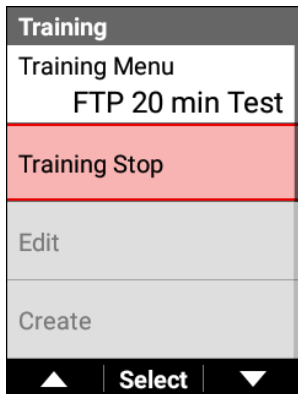 Training
Training Menu
FTP 20 min Test
Training Stop
Edit
Create
Select